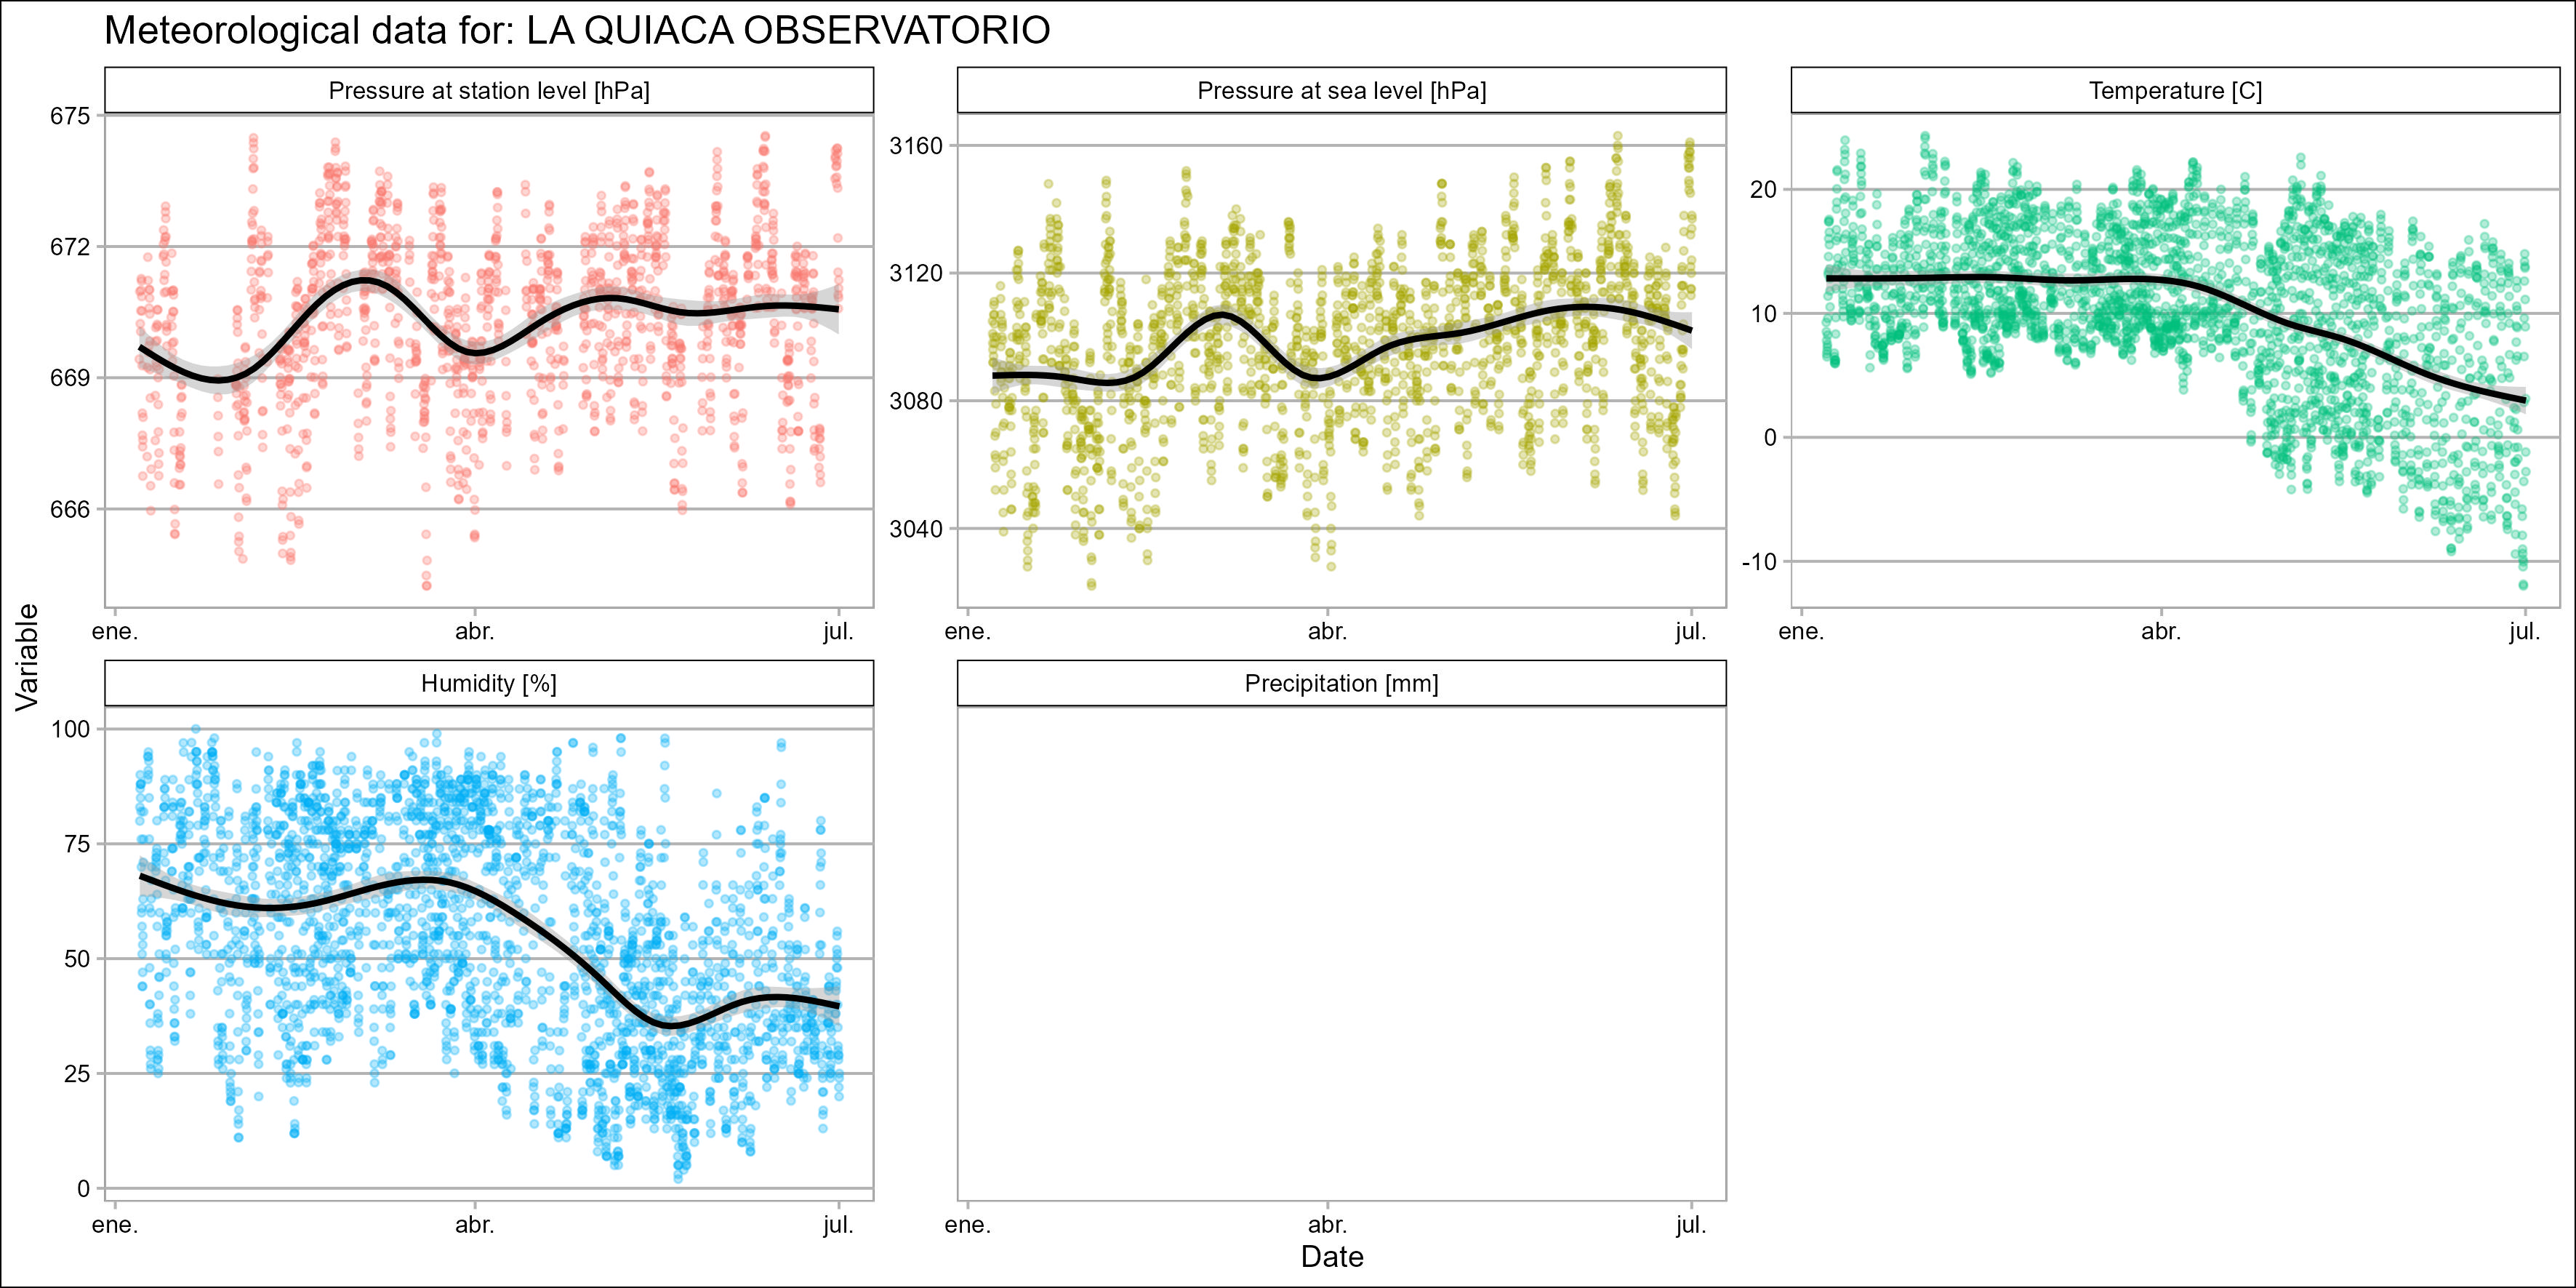 Meteorological data for: LA QUIACA OBSERVATORIO
Pressure at station level [hPa]
Pressure at sea level [hPa]
Temperature [C]
675
672
669
666
3160
3120
3080
3040
20
10
0
-10
ene.
abr.
jul.
ene.
abr.
jul.
ene.
abr.
jul.
Variable
Humidity [%]
Precipitation [mm]
100
75
50
25
0
ene.
abr.
jul.
ene.
abr.
jul.
Date